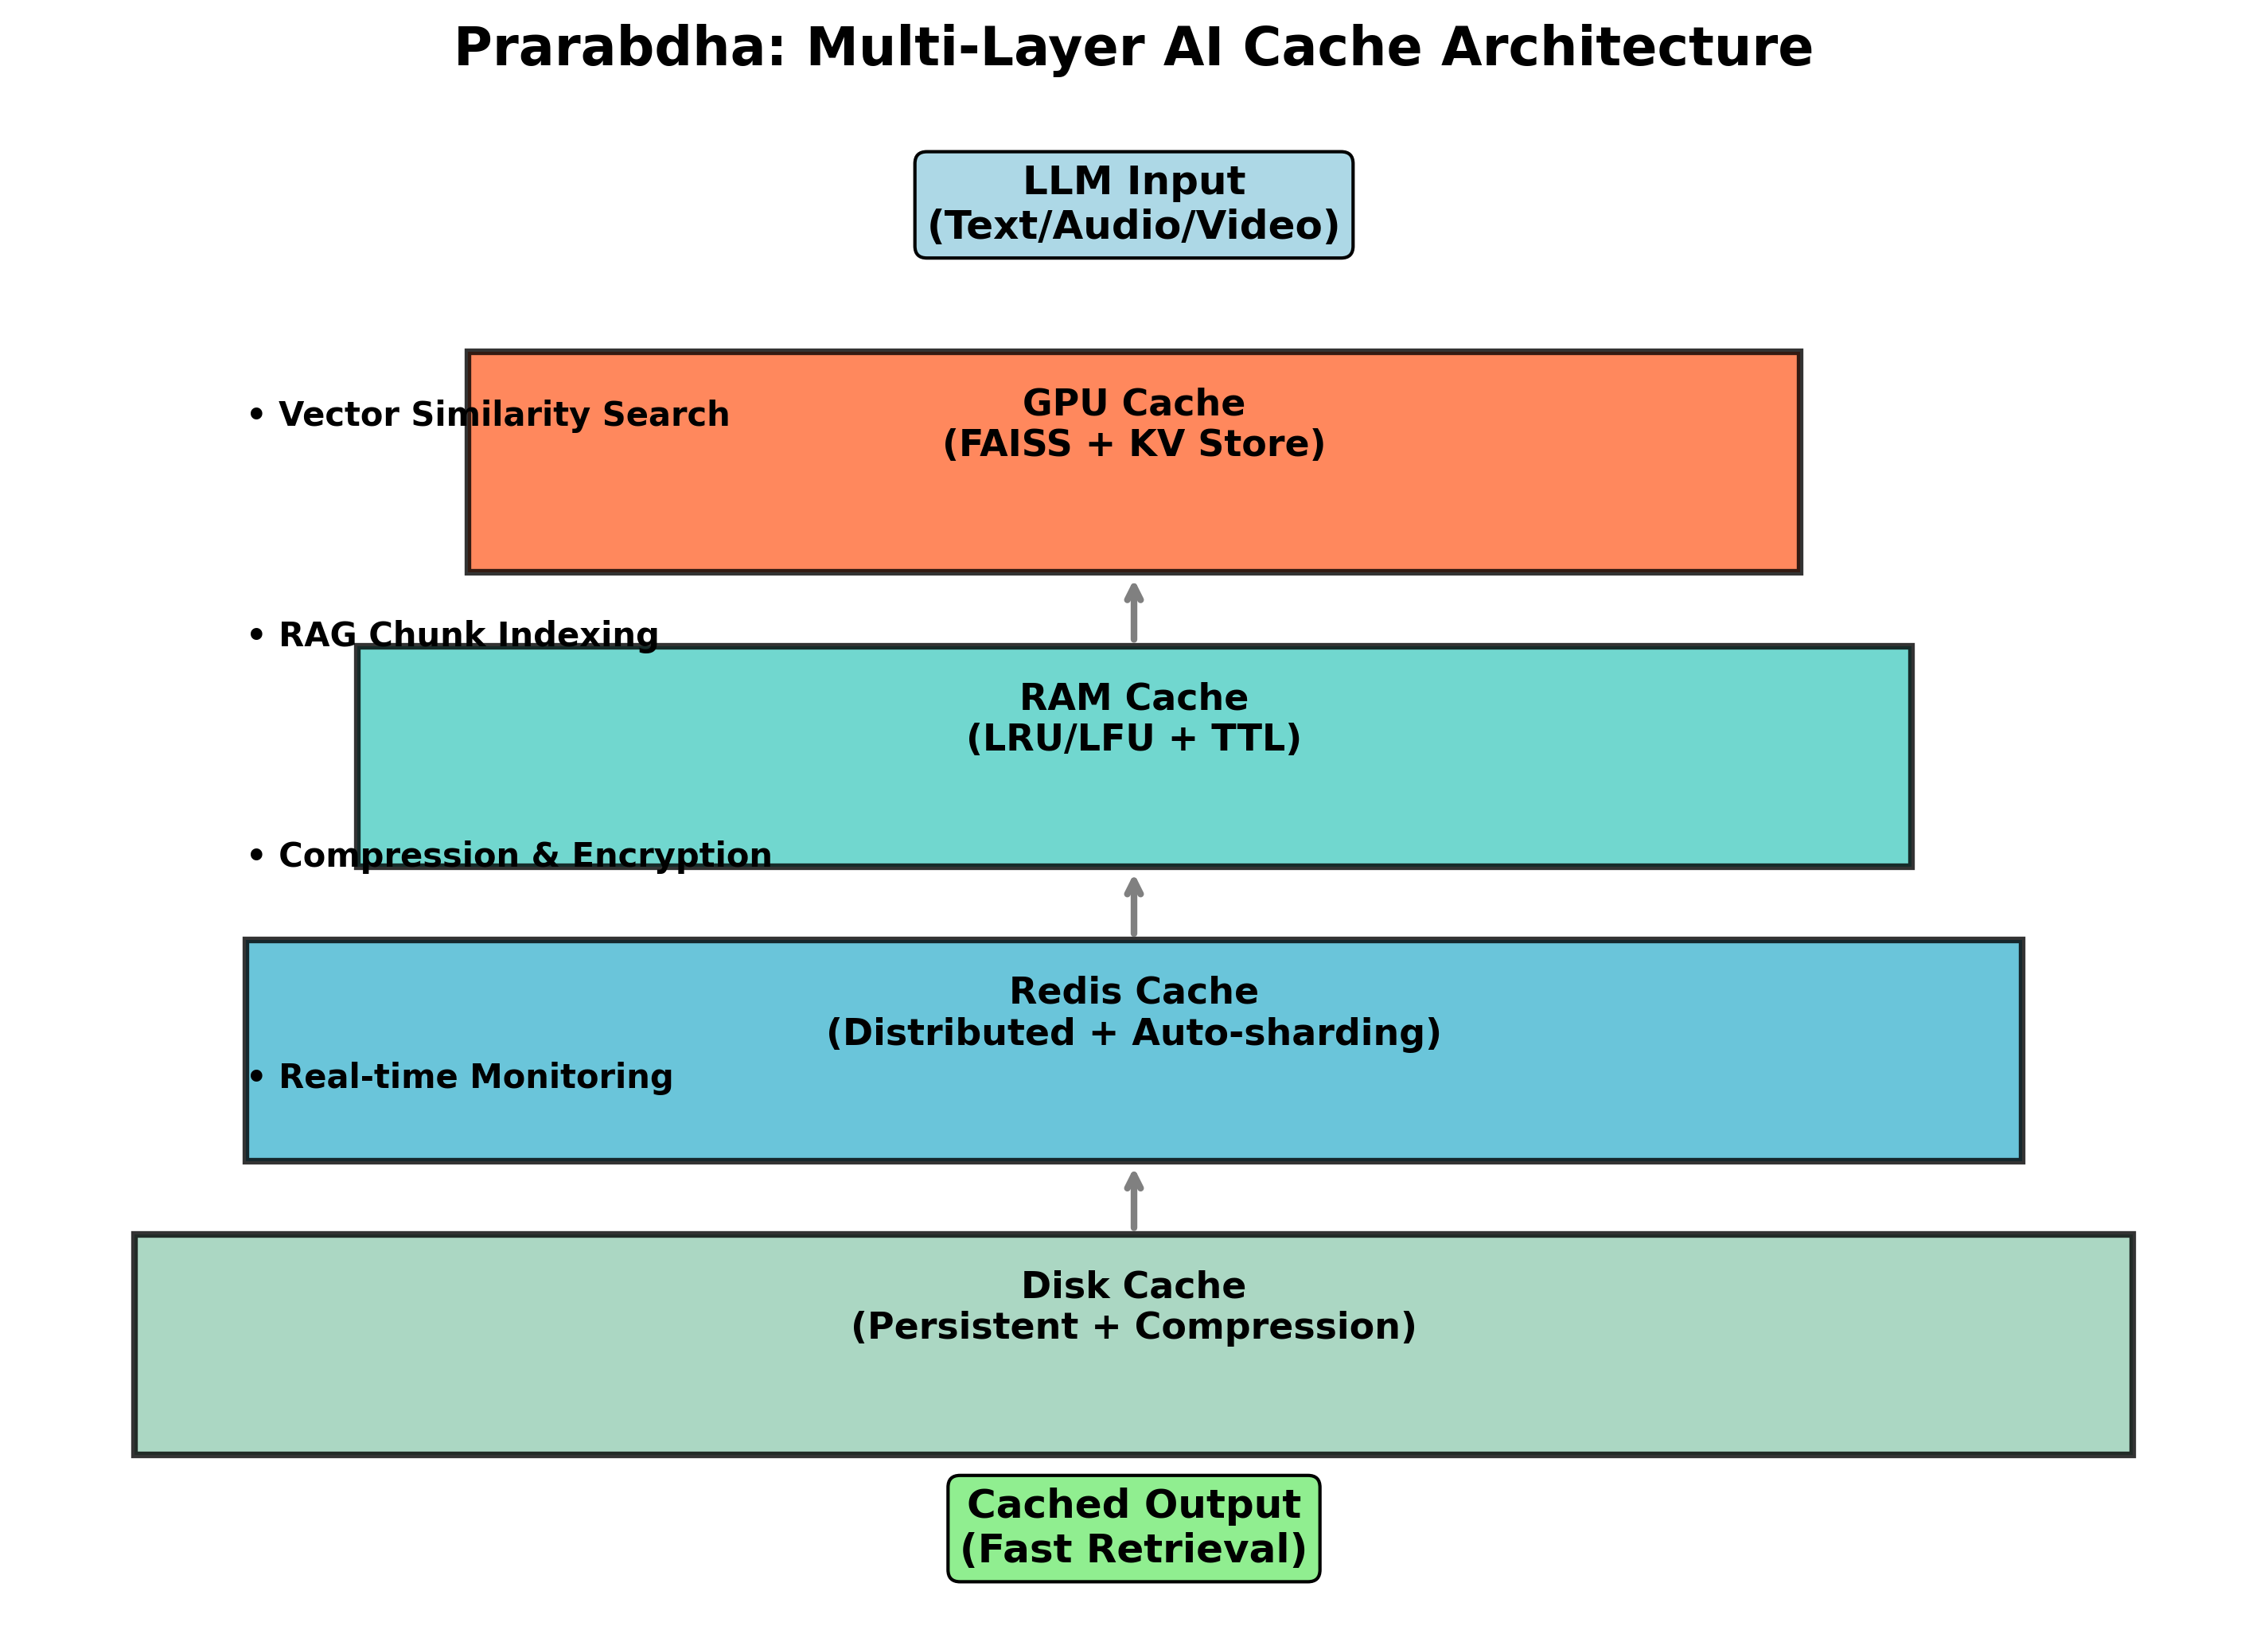 Prarabdha: Multi-Layer AI Cache Architecture
LLM Input
(Text/Audio/Video)
• Vector Similarity Search
GPU Cache
(FAISS + KV Store)
• RAG Chunk Indexing
RAM Cache
(LRU/LFU + TTL)
• Compression & Encryption
Redis Cache
(Distributed + Auto-sharding)
• Real-time Monitoring
Disk Cache
(Persistent + Compression)
Cached Output
(Fast Retrieval)